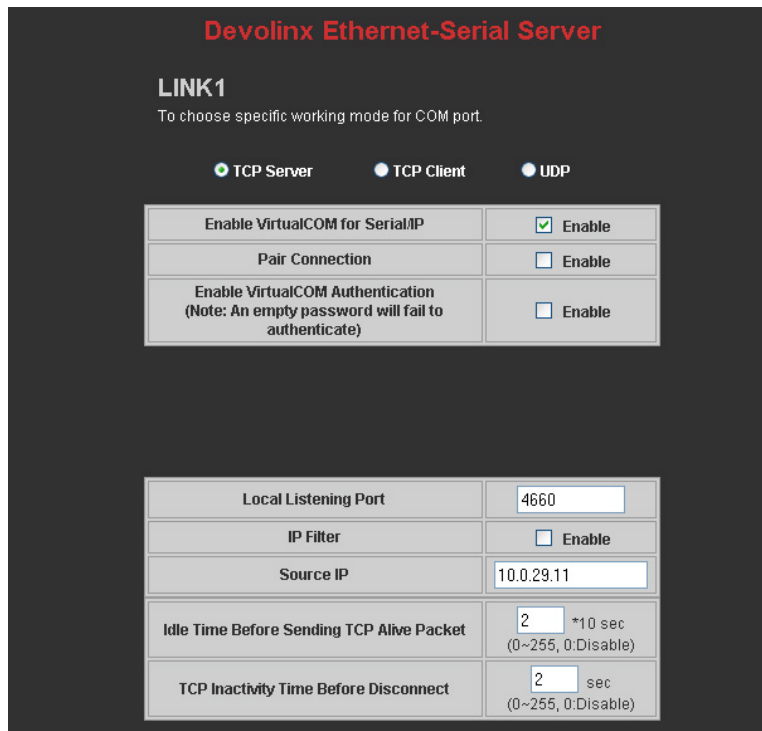 Devolinx Ethernet-Serial Server
LINK1
To choose specific working mode for COM port.
TCP Server TCP Client UDP
Enable VirtualCOM for Serial/IP Enable
Pair Connection Enable
Enable VirtualCOM Authentication
(Note: An empty password will fail to
authenticate) Enable
Local Listening Port 4660
IP Filter Enable
Source IP 10.0.29.11
Idle Time Before Sending TCP Alive Packet 2 *10 sec
(0~255, 0:Disable)
TCP Inactivity Time Before Disconnect 2 sec
(0~255, 0:Disable)